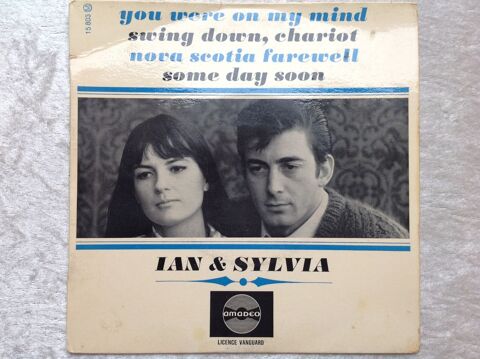 15 803 M
you were on my mind
swing down, chariot
nova scotia farewell
some day soon
IAN & SYLVIA
amadeo
LICENCE VANGUARD